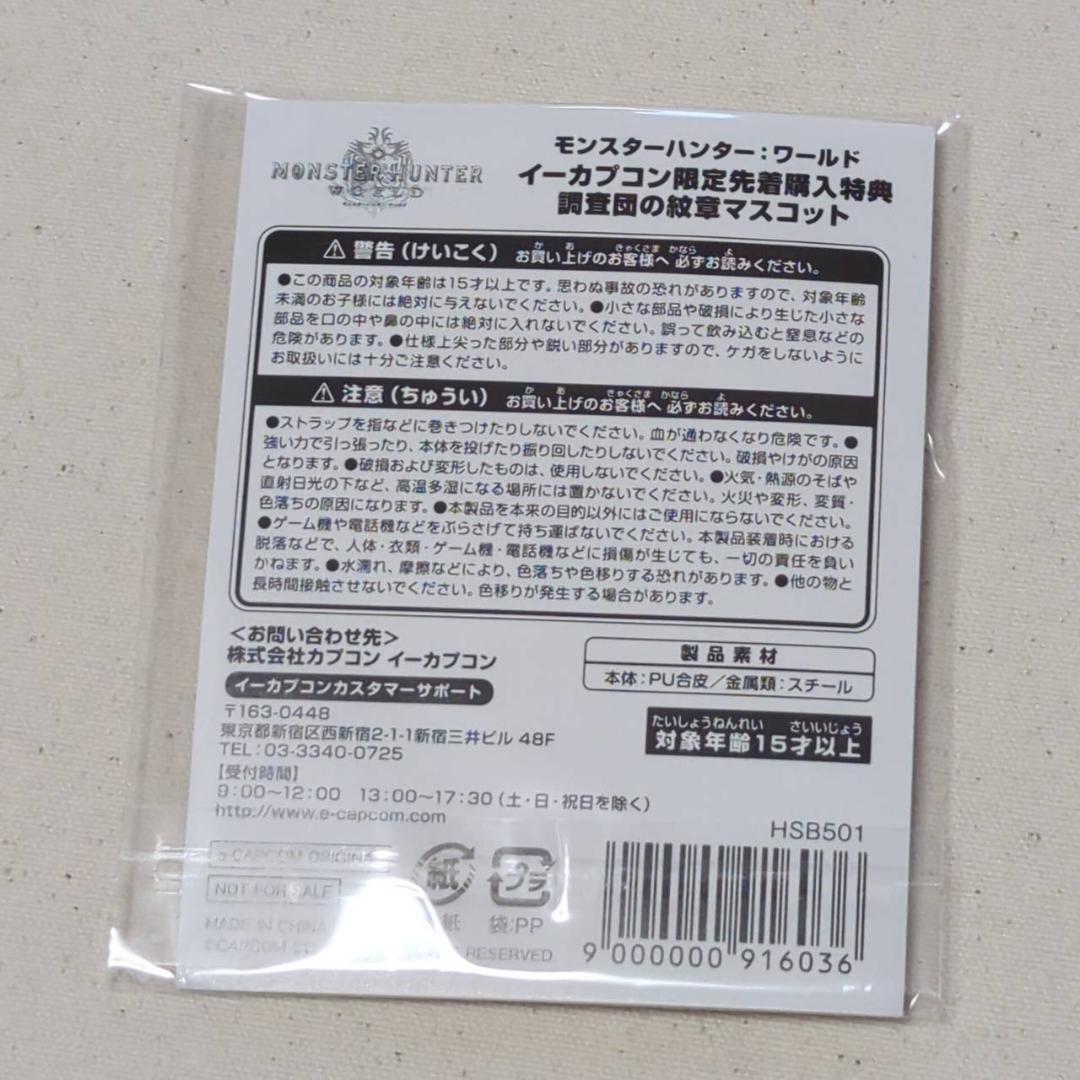 MONSTER HUNTER
WORLD
モンスターハンター:ワールド
イーカプコン限定先着購入特典
調査団の紋章マスコット
⚠ 警告(けいこく) お買い上げのお客様へ 必ずお読みください。
か あ きゃくさま かなら よ
●この商品の対象年齢は15才以上です。思わぬ事故の恐れがありますので、対象年齢
未満のお子様には絶対に与えないでください。●小さな部品や破損により生じた小さな
部品を口の中や鼻の中には絶対に入れないでください。誤って飲み込むと窒息などの
危険があります。●仕様上尖った部分や鋭い部分がありますので、ケガをしないように
お取扱いには十分ご注意ください。
⚠ 注意(ちゅうい) お買い上げのお客様へ 必ずお読みください。
か あ きゃくさま かなら よ
●ストラップを指などに巻きつけたりしないでください。血が通わなくなり危険です。●
強い力で引っ張ったり、本体を投げたり振り回したりしないでください。破損やけがの原因
となります。●破損および変形したものは、使用しないでください。●火気・熱源のそばや
直射日光の下など、高温多湿になる場所には置かないでください。火災や変形、変質・
色落ちの原因になります。●本製品を本来の目的以外にはご使用にならないでください。
●ゲーム機や電話機などをぶらさげて持ち運ばないでください。本製品装着時における
脱落などで、人体・衣類・ゲーム機・電話機などに損傷が生じても、一切の責任を負い
かねます。●水濡れ、摩擦などにより、色落ちや色移りする恐れがあります。●他の物と
長時間接触させないでください。色移りが発生する場合があります。
<お問い合わせ先>
株式会社カプコン イーカプコン
イーカプコンカスタマーサポート
〒163-0448
東京都新宿区西新宿2-1-1新宿三井ビル 48F
TEL:03-3340-0725
【受付時間】
9:00~12:00 13:00~17:30(土・日・祝日を除く)
http://www.e-capcom.com
製品素材
本体:PU合皮/金属類:スチール
たいしょうねんれい さいいじょう
対象年齢15才以上
HSB501
e-CAPCOM ORIGINAL
NOT FOR SALE
MADE IN CHINA
©CAPCOM CO RESERVED.
紙
紙
プラ
袋:PP
9 000000 916036